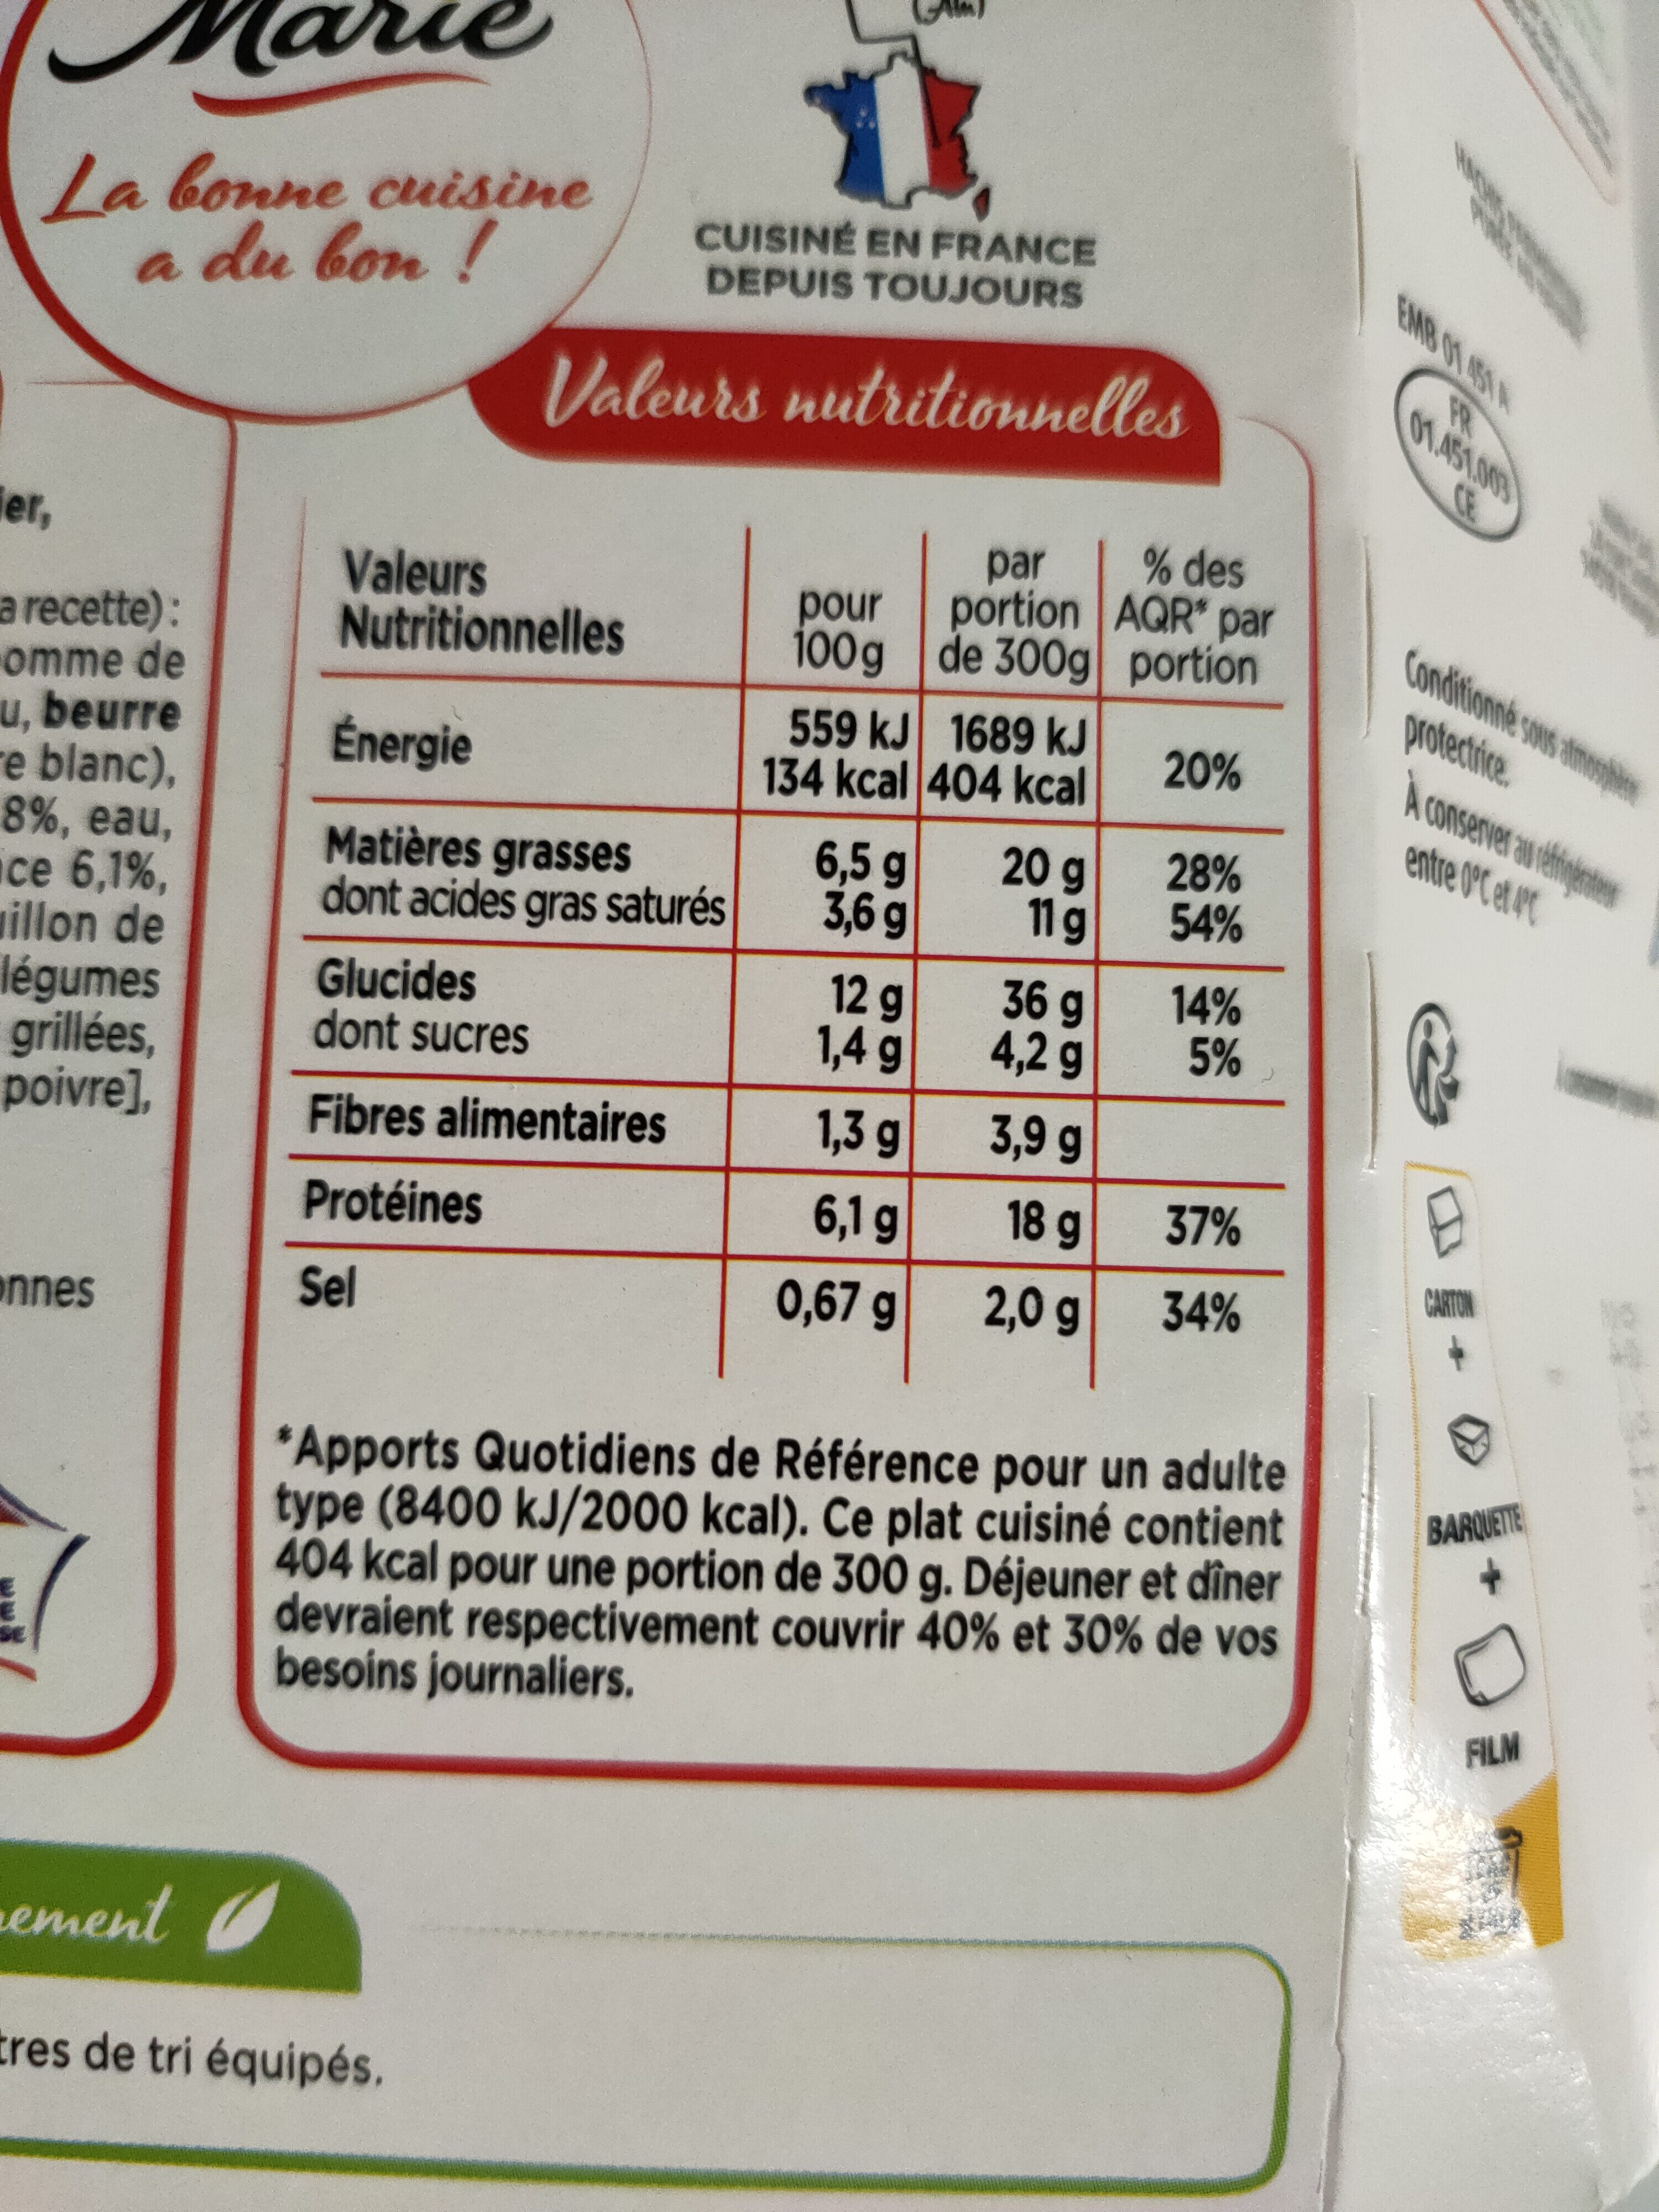 Marie
La bonne cuisine
a du bon !
(Ain)
CUISINÉ EN FRANCE
DEPUIS TOUJOURS
Valeurs nutritionnelles
ier,
a recette) :
omme de
u, beurre
re blanc),
8%, eau,
nce 6,1%,
uillon de
légumes
grillées,
poivre],
onnes
Valeurs Nutritionnelles pour 100g par portion de 300g % des AQR* par portion
Énergie 559 kJ 1689 kJ
134 kcal 404 kcal 20%
Matières grasses 6,5 g 20 g 28%
dont acides gras saturés 3,6 g 11 g 54%
Glucides 12 g 36 g 14%
dont sucres 1,4 g 4,2 g 5%
Fibres alimentaires 1,3 g 3,9 g
Protéines 6,1 g 18 g 37%
Sel 0,67 g 2,0 g 34%
*Apports Quotidiens de Référence pour un adulte
type (8400 kJ/2000 kcal). Ce plat cuisiné contient
404 kcal pour une portion de 300 g. Déjeuner et dîner
devraient respectivement couvrir 40% et 30% de vos
besoins journaliers.
E
E
SE
nement
tres de tri équipés.
EMB 01 451 A
FR
01.451.003
CE
Conditionné sous atmosphère
protectrice.
À conserver au réfrigérateur
entre 0°C et 4°C
CARTON
+
BARQUETTE
+
FILM